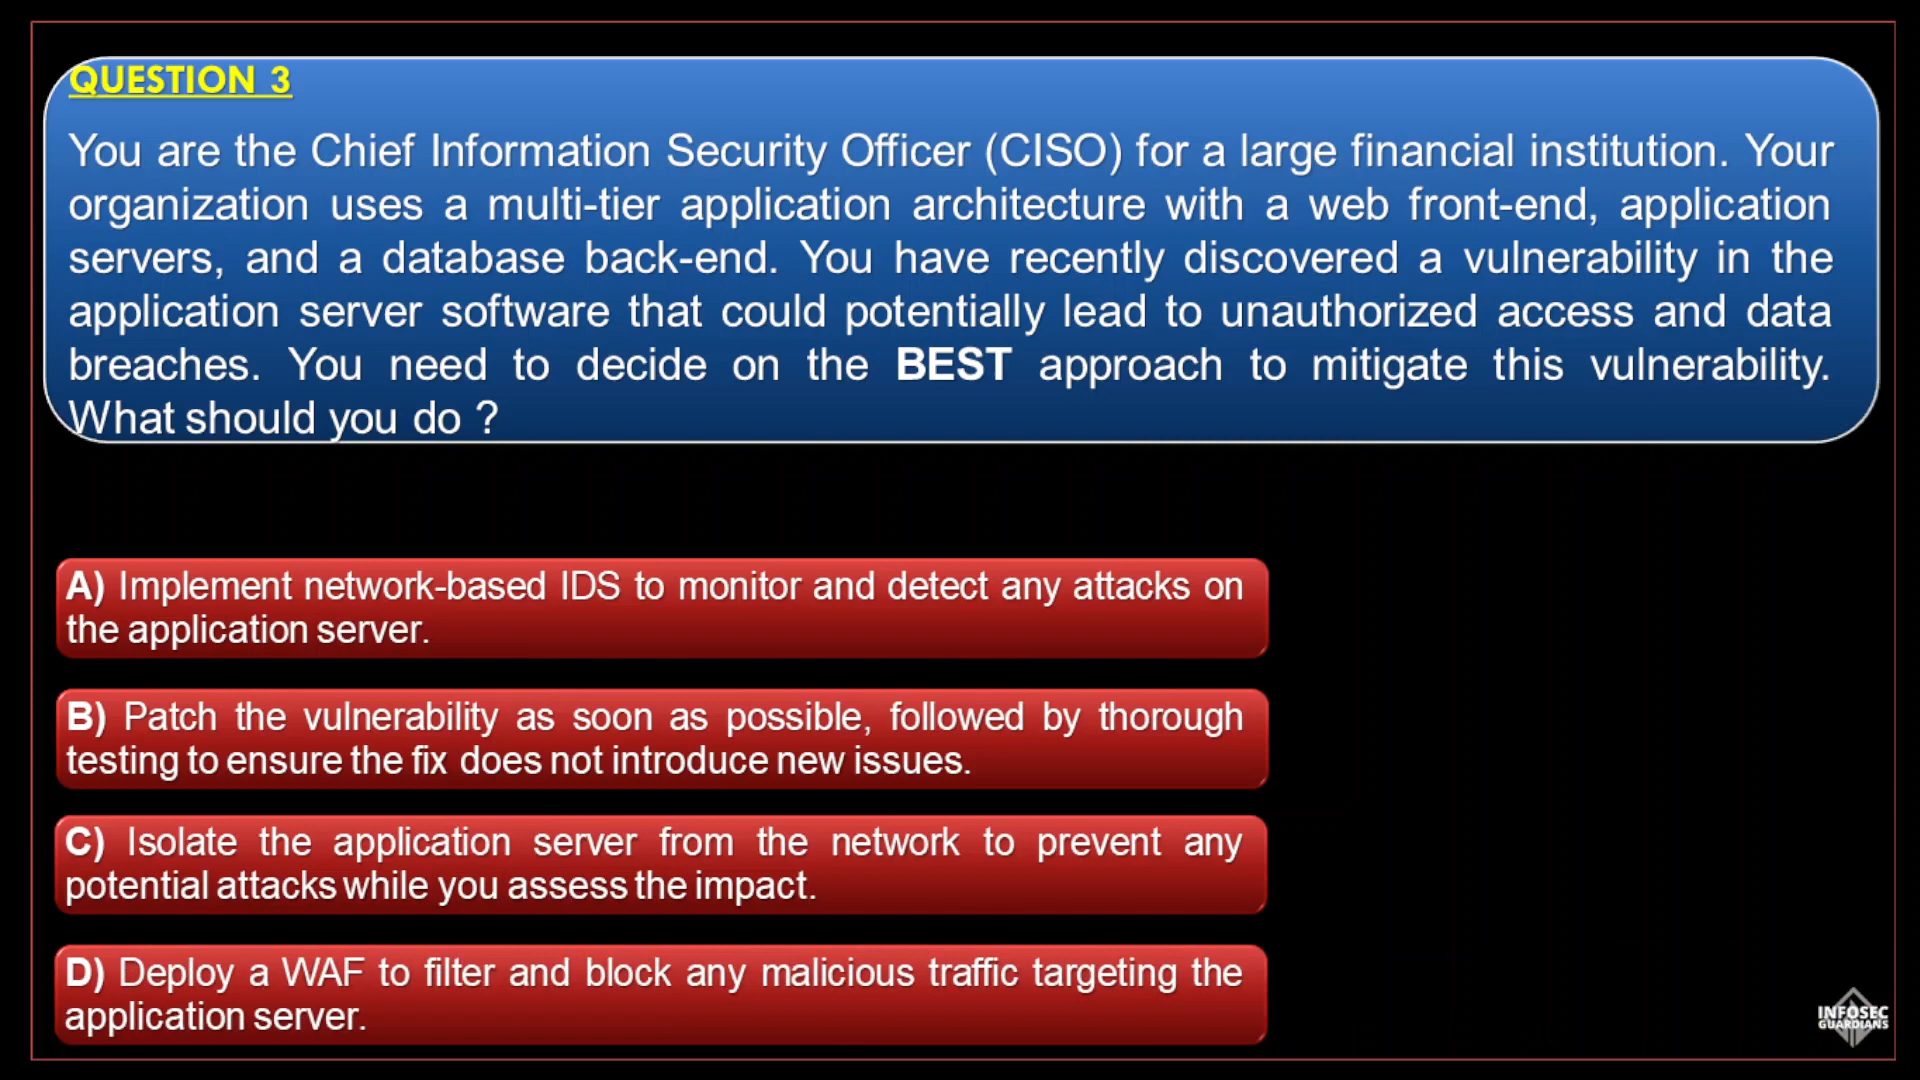 QUESTION 3
You are the Chief Information Security Officer (CISO) for a large financial institution. Your
organization uses a multi-tier application architecture with a web front-end, application
servers, and a database back-end. You have recently discovered a vulnerability in the
application server software that could potentially lead to unauthorized access and data
breaches. You need to decide on the BEST approach to mitigate this vulnerability.
What should you do ?
A) Implement network-based IDS to monitor and detect any attacks on
the application server.
B) Patch the vulnerability as soon as possible, followed by thorough
testing to ensure the fix does not introduce new issues.
C) Isolate the application server from the network to prevent any
potential attacks while you assess the impact.
D) Deploy a WAF to filter and block any malicious traffic targeting the
application server.
INFOSEC
GUARDIANS